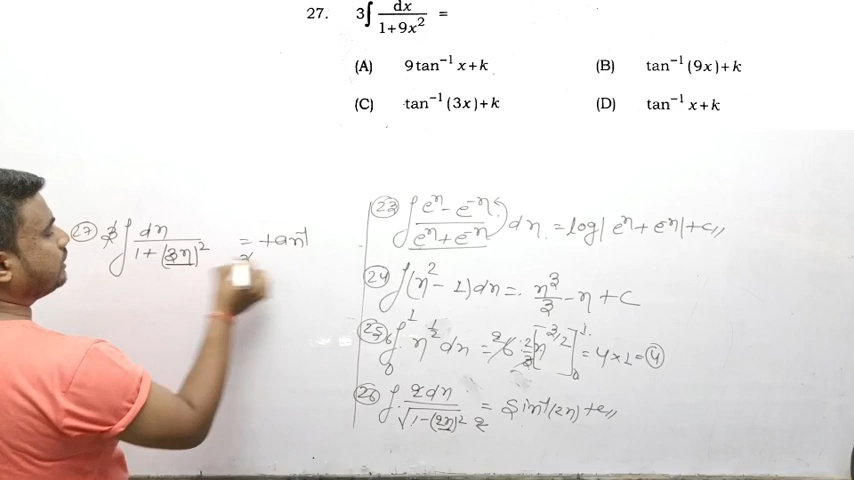 27. 3∫ dx / 1+9x² =
(A) 9tan⁻¹ x+k (B) tan⁻¹ (9x)+k
(C) tan⁻¹ (3x)+k (D) tan⁻¹ x+k
(23) ∫ (eˣ - e⁻ˣ / eˣ + e⁻ˣ) dx = log| eˣ + e⁻ˣ | + c,,
(27) 3∫ dx / 1 + (3x)² = tan⁻¹
(24) ∫(x² - 1) dx = x³/3 - x + c
(25) 6∫₀¹ x^½ dx = 6·2/3 [x^3/2]₀¹ = 4×1 = (4)
(26) ∫ 2dx / √1-(2x)² = sin⁻¹(2x) + c,,